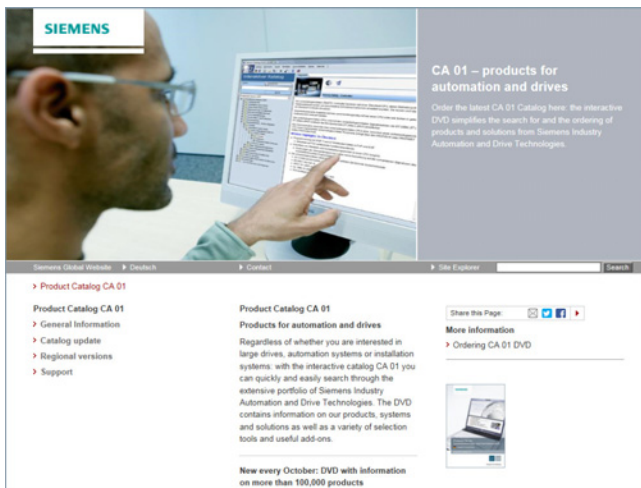 SIEMENS
CA 01 – products for
automation and drives
Order the latest CA 01 Catalog here: the interactive
DVD simplifies the search for and the ordering of
products and solutions from Siemens Industry
Automation and Drive Technologies.
Siemens Global Website
Deutsch
Contact
Site Explorer
Search
Product Catalog CA 01
Product Catalog CA 01
General Information
Catalog update
Regional versions
Support
Product Catalog CA 01
Products for automation and drives
Regardless of whether you are interested in
large drives, automation systems or installation
systems: with the interactive catalog CA 01 you
can quickly and easily search through the
extensive portfolio of Siemens Industry
Automation and Drive Technologies. The DVD
contains information on our products, systems
and solutions as well as a variety of selection
tools and useful add-ons.
New every October: DVD with information
on more than 100,000 products
Share this Page:
More information
Ordering CA 01 DVD